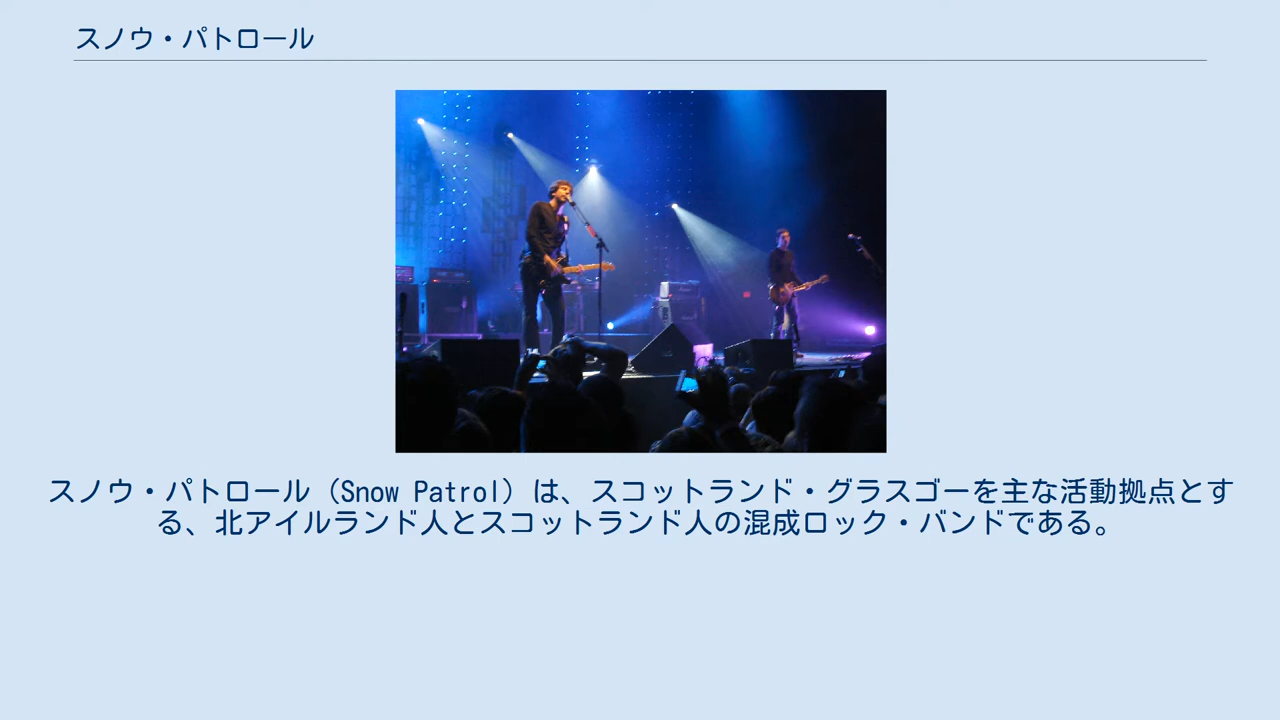 スノウ・パトロール
スノウ・パトロール（Snow Patrol）は、スコットランド・グラスゴーを主な活動拠点とす
る、北アイルランド人とスコットランド人の混成ロック・バンドである。